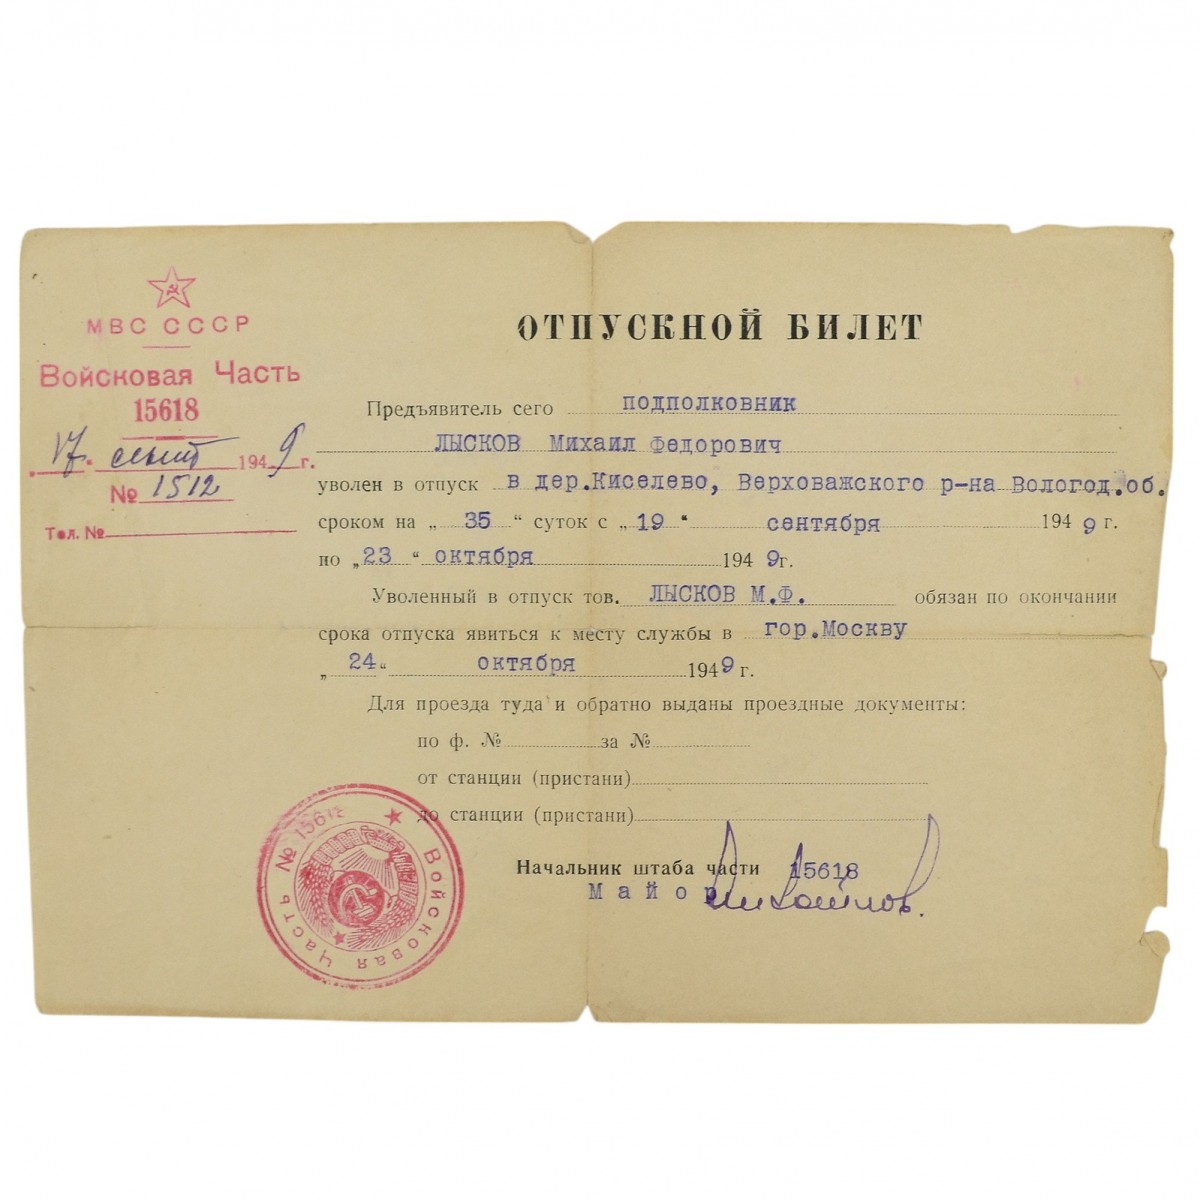 МВС СССР
Войсковая Часть
15618
„17“ сент 1949 г.
№ 1512
Тел. №
ОТПУСКНОЙ БИЛЕТ
Предъявитель сего подполковник
ЛЫСКОВ Михаил Федорович
уволен в отпуск в дер.Киселево, Верховажского р-на Вологод.об.
сроком на „ 35 “ суток с „ 19 “ сентября 1949 г.
по „ 23 “ октября 1949г.
Уволенный в отпуск тов. ЛЫСКОВ М.Ф. обязан по окончании
срока отпуска явиться к месту службы в гор.Москву
„ 24 “ октября 1949 г.
Для проезда туда и обратно выданы проездные документы:
по ф. № за №
от станции (пристани)
до станции (пристани)
Начальник штаба части 15618
Майор Михайлов.
Войсковая Часть № 15618